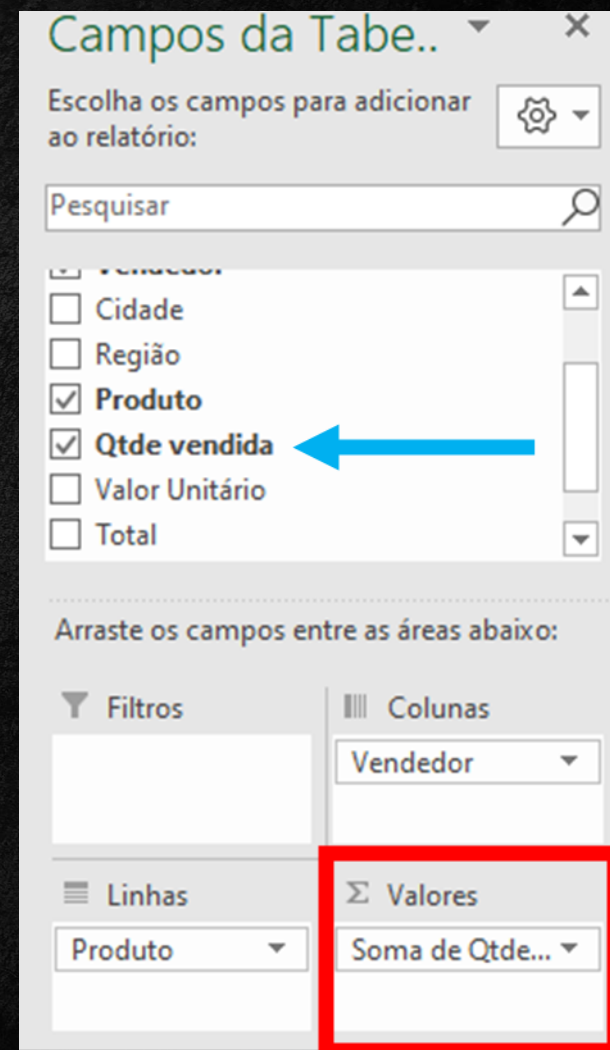 Campos da Tabe..
Escolha os campos para adicionar
ao relatório:
Pesquisar
Vendedor
Cidade
Região
Produto
Qtde vendida
Valor Unitário
Total
Arraste os campos entre as áreas abaixo:
Filtros
Colunas
Vendedor
Linhas
Σ Valores
Produto
Soma de Qtde...